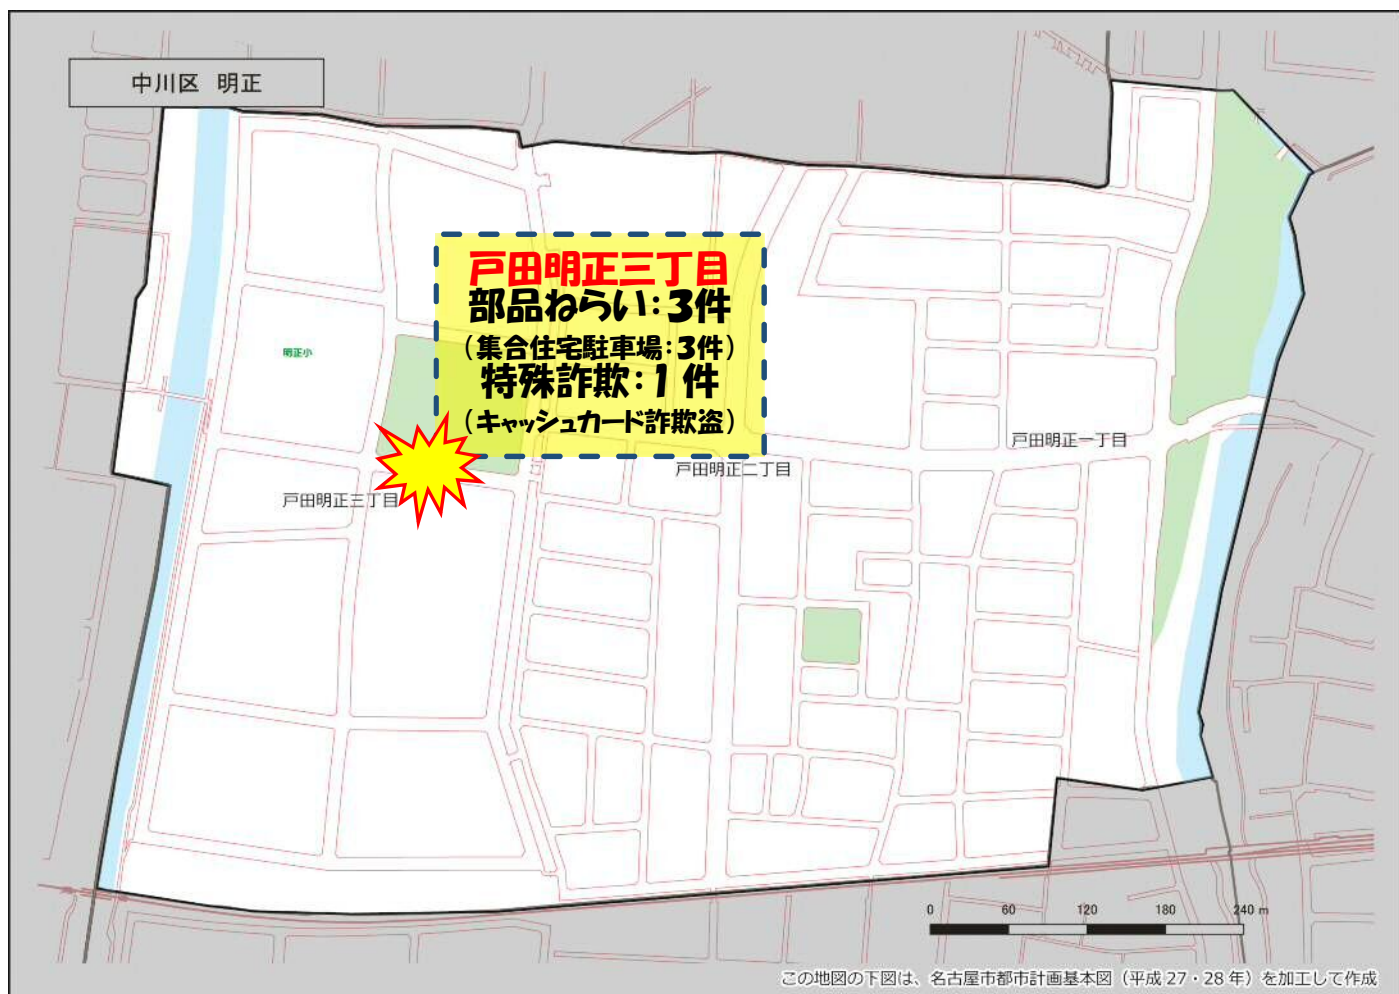 中川区 明正
戸田明正三丁目
部品ねらい:3件
(集合住宅駐車場:3件)
特殊詐欺:1件
(キャッシュカード詐欺盗)
明正小
戸田明正一丁目
戸田明正二丁目
戸田明正三丁目
0 60 120 180 240 m
この地図の下図は、名古屋市都市計画基本図(平成27・28年)を加工して作成